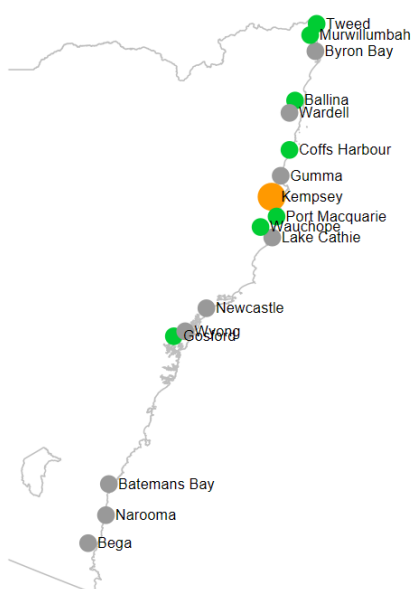 Tweed
Murwillumbah
Byron Bay
Ballina
Wardell
Coffs Harbour
Gumma
Kempsey
Port Macquarie
Wauchope
Lake Cathie
Newcastle
Wyong
Gosford
Batemans Bay
Narooma
Bega